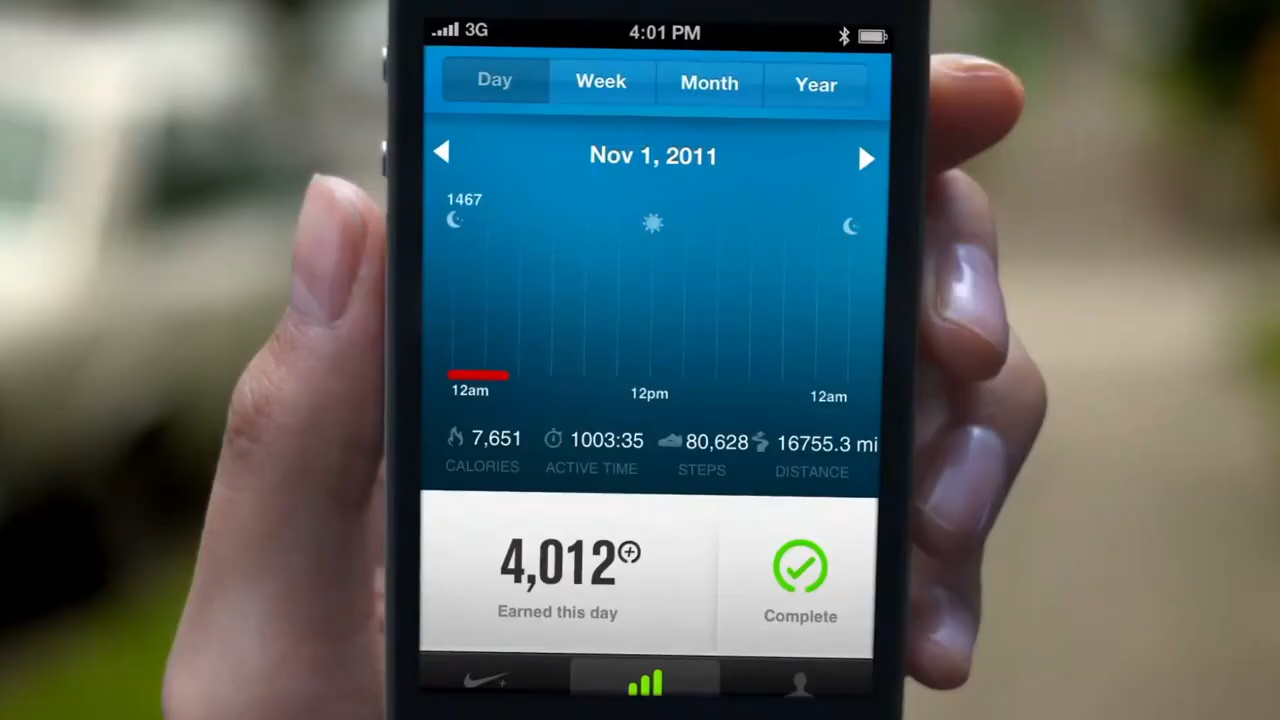 3G 4:01 PM
Day Week Month Year
Nov 1, 2011
1467
12am 12pm 12am
7,651 1003:35 80,628 16755.3 mi
CALORIES ACTIVE TIME STEPS DISTANCE
4,012
Earned this day Complete